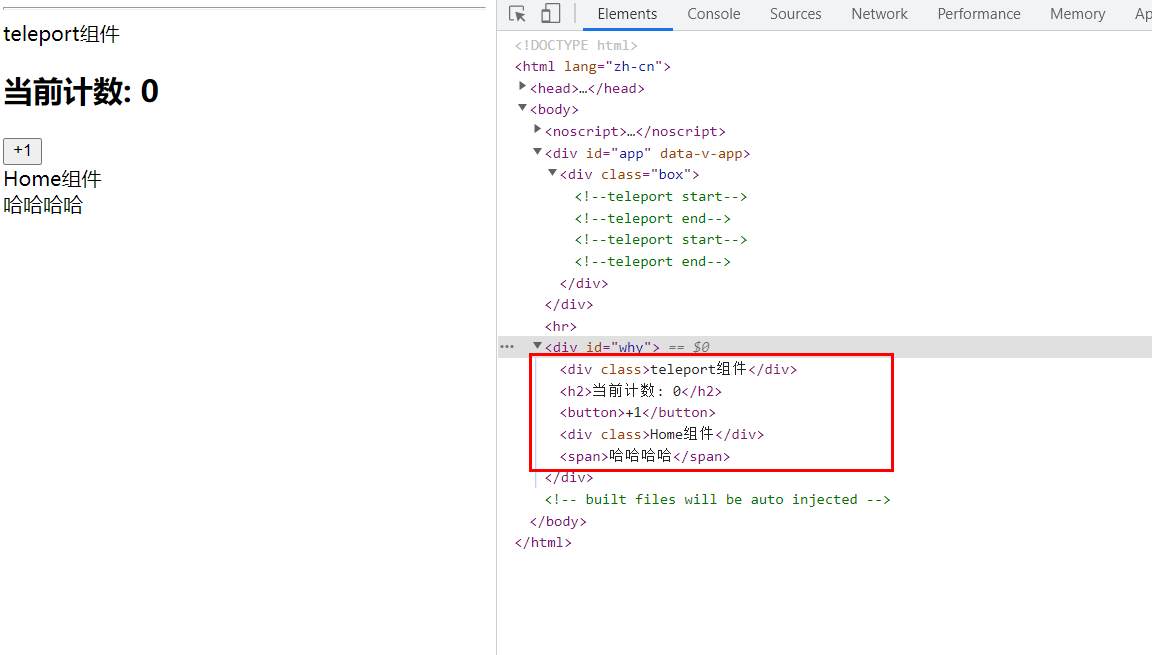 teleport组件
当前计数: 0
+1
Home组件
哈哈哈哈
Elements Console Sources Network Performance Memory Ap
<!DOCTYPE html>
<html lang="zh-cn">
<head>…</head>
<body>
<noscript>…</noscript>
<div id="app" data-v-app>
<div class="box">
<!--teleport start-->
<!--teleport end-->
<!--teleport start-->
<!--teleport end-->
</div>
</div>
<hr>
<div id="why"> == $0
<div class>teleport组件</div>
<h2>当前计数: 0</h2>
<button>+1</button>
<div class>Home组件</div>
<span>哈哈哈哈</span>
</div>
<!-- built files will be auto injected -->
</body>
</html>